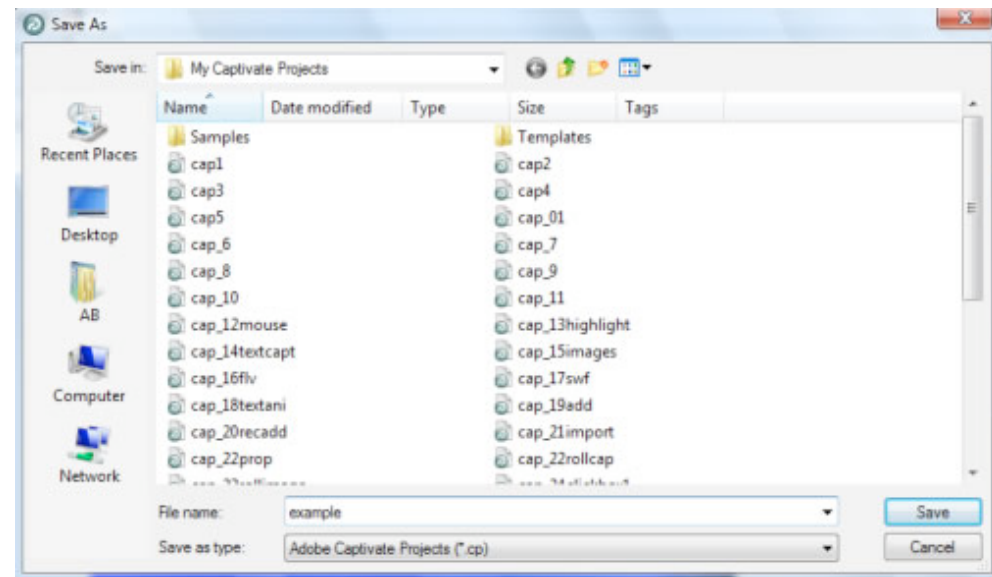 Save As
Save in: My Captivate Projects
Name Date modified Type Size Tags
Recent Places
Desktop
AB
Computer
Network
Samples Templates
cap1 cap2
cap3 cap4
cap5 cap_01
cap_6 cap_7
cap_8 cap_9
cap_10 cap_11
cap_12mouse cap_13highlight
cap_14textcapt cap_15images
cap_16flv cap_17swf
cap_18textani cap_19add
cap_20recadd cap_21import
cap_22prop cap_22rollcap
File name: example Save
Save as type: Adobe Captivate Projects (*.cp) Cancel